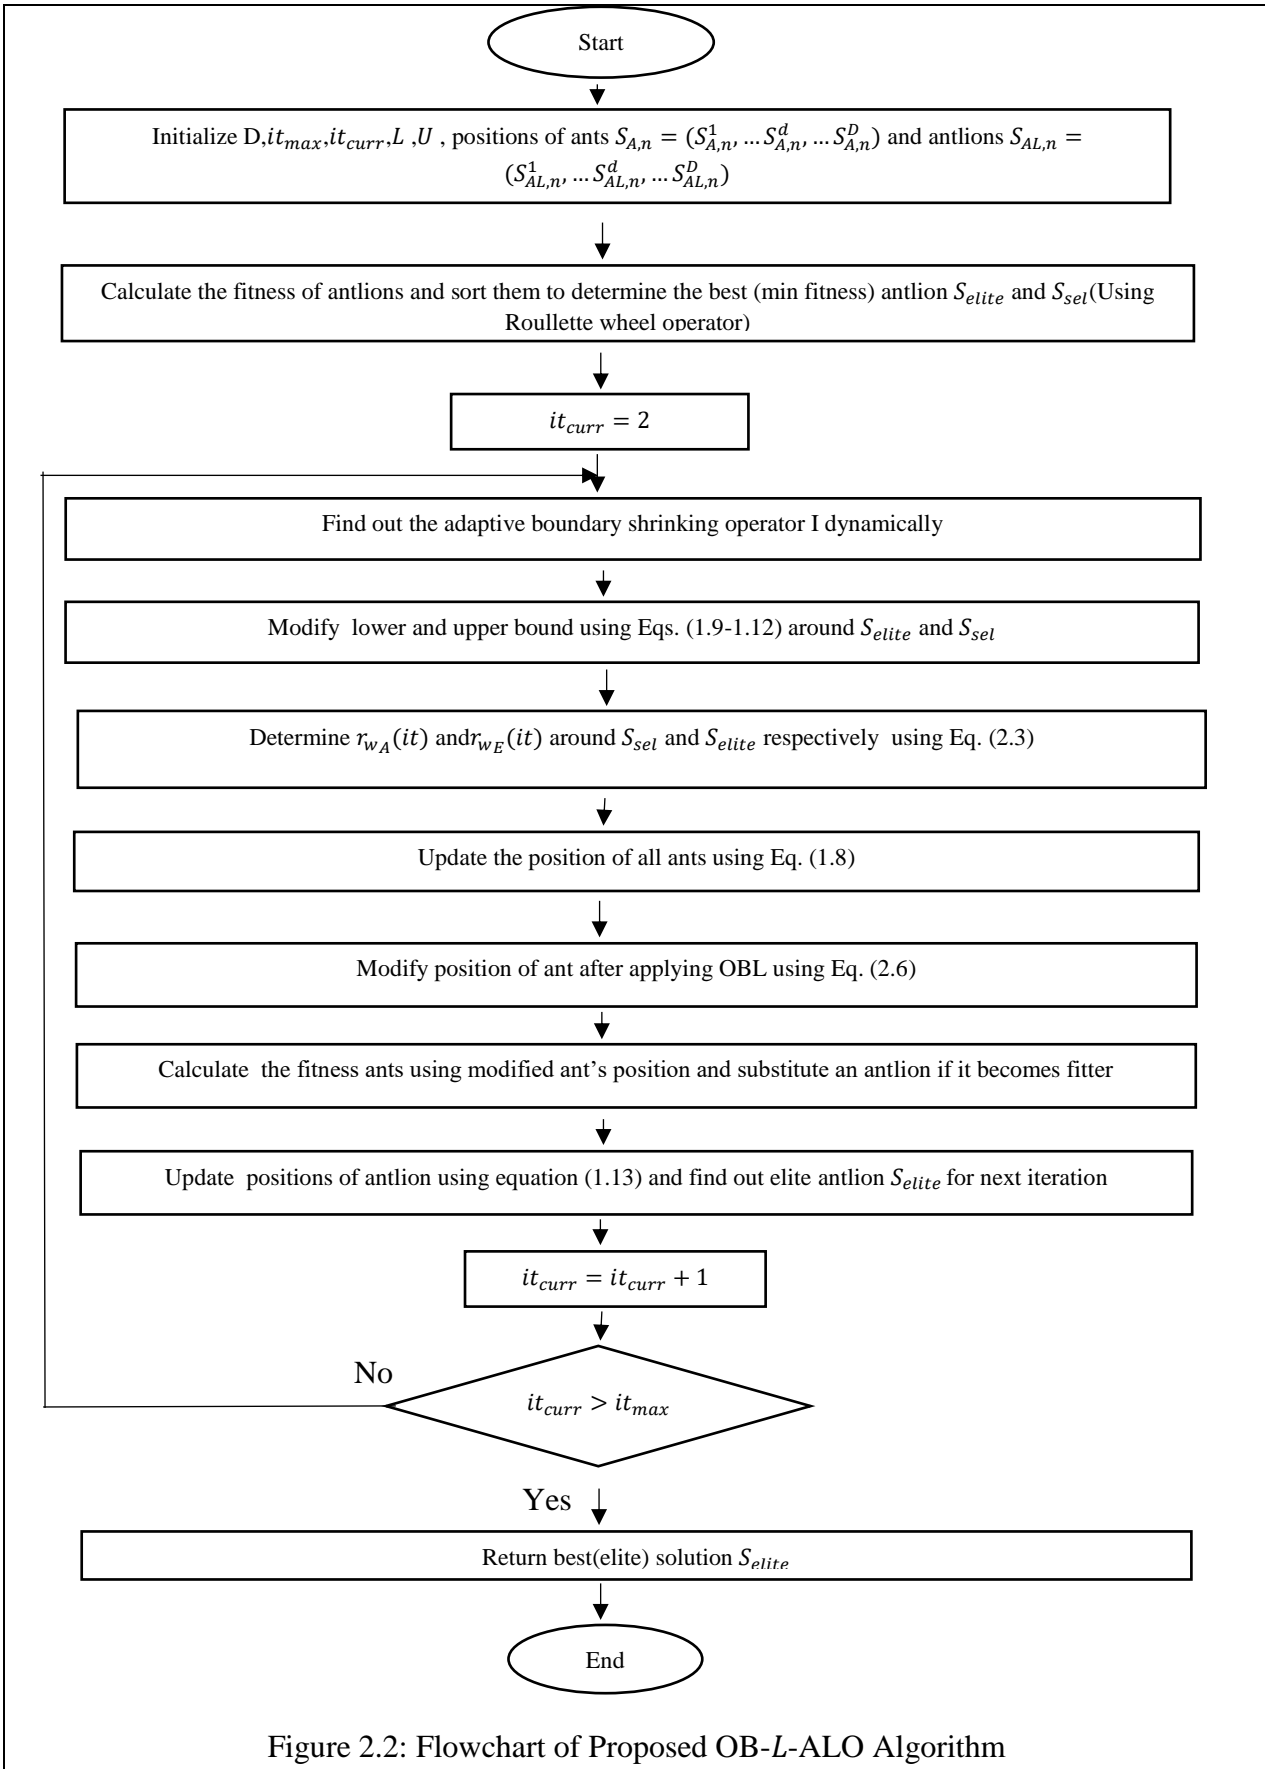 Start
Initialize D,it_max,it_curr,L ,U , positions of ants S_{A,n} = (S^1_{A,n}, … S^d_{A,n}, … S^D_{A,n}) and antlions S_{AL,n} =
(S^1_{AL,n}, … S^d_{AL,n}, … S^D_{AL,n})
Calculate the fitness of antlions and sort them to determine the best (min fitness) antlion S_elite and S_sel(Using
Roullette wheel operator)
it_curr = 2
Find out the adaptive boundary shrinking operator I dynamically
Modify lower and upper bound using Eqs. (1.9-1.12) around S_elite and S_sel
Determine r_{w_A}(it) andr_{w_E}(it) around S_sel and S_elite respectively using Eq. (2.3)
Update the position of all ants using Eq. (1.8)
Modify position of ant after applying OBL using Eq. (2.6)
Calculate the fitness ants using modified ant’s position and substitute an antlion if it becomes fitter
Update positions of antlion using equation (1.13) and find out elite antlion S_elite for next iteration
it_curr = it_curr + 1
No
it_curr > it_max
Yes
Return best(elite) solution S_elite
End
Figure 2.2: Flowchart of Proposed OB-L-ALO Algorithm